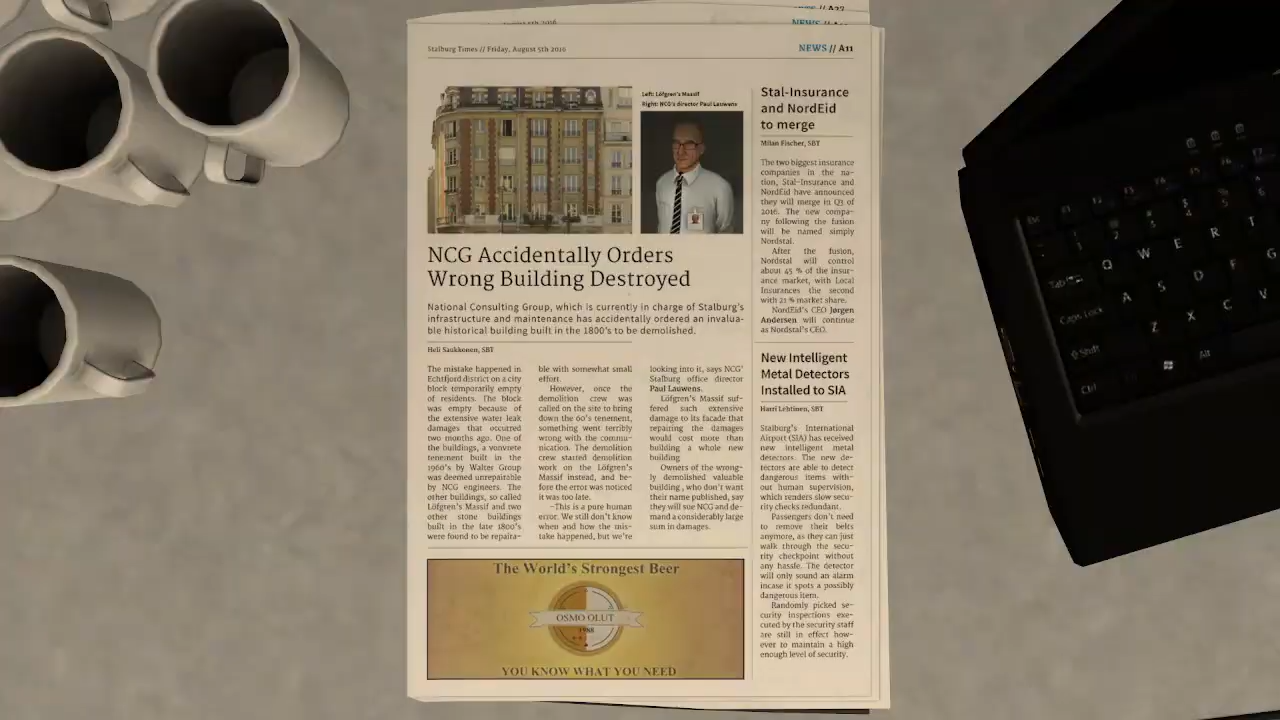 NEWS // A27
NEWS //
Stalburg Times // Friday, August 5th 2016
NEWS // A11
Left: Löfgren's Massif
Right: NCG's director Paul Lauwens
NCG Accidentally Orders
Wrong Building Destroyed
National Consulting Group, which is currently in charge of Stalburg's
infrastructure and maintenance has accidentally ordered an invalua-
ble historical building built in the 1800's to be demolished.
Heli Saukkonen, SBT
The mistake happened in
Echtfjord district on a city
block temporarily empty
of residents. The block
was empty because of
the extensive water leak
damages that occurred
two months ago. One of
the buildings, a vonvrete
tenement built in the
1960's by Walter Group
was deemed unrepairable
by NCG engineers. The
other buildings, so called
Löfgren's Massif and two
other stone buildings
built in the late 1800's
were found to be repaira-
ble with somewhat small
effort.
However, once the
demolition crew was
called on the site to bring
down the 60's tenement,
something went terribly
wrong with the commu-
nication. The demolition
crew started demolition
work on the Löfgren's
Massif instead, and be-
fore the error was noticed
it was too late.
-This is a pure human
error. We still don't know
when and how the mis-
take happened, but we're
looking into it, says NCG'
Stalburg office director
Paul Lauwens.
Löfgren's Massif suf-
fered such extensive
damage to its facade that
repairing the damages
would cost more than
building a whole new
building
Owners of the wrong-
ly demolished valuable
building , who don't want
their name published, say
they will sue NCG and de-
mand a considerably large
sum in damages.
The World's Strongest Beer
OSMO OLUT
1988
YOU KNOW WHAT YOU NEED
Stal-Insurance
and NordEid
to merge
Milan Fischer, SBT
The two biggest insurance
companies in the na-
tion, Stal-Insurance and
NordEid have announced
they will merge in Q3 of
2016. The new compa-
ny following the fusion
will be named simply
Nordstal.
After the fusion,
Nordstal will control
about 45 % of the insur-
ance market, with Local
Insurances the second
with 21 % market share.
NordEid's CEO Jørgen
Andersen will continue
as Nordstal's CEO.
New Intelligent
Metal Detectors
Installed to SIA
Harri Lehtinen, SBT
Stalburg's International
Airport (SIA) has received
new intelligent metal
detectors. The new de-
tectors are able to detect
dangerous items with-
out human supervision,
which renders slow secu-
rity checks redundant.
Passengers don't need
to remove their belts
anymore, as they can just
walk through the secu-
rity checkpoint without
any hassle. The detector
will only sound an alarm
incase it spots a possibly
dangerous item.
Randomly picked se-
curity inspections exe-
cuted by the security staff
are still in effect how-
ever to maintain a high
enough level of security.
Esc F1 F2 F3 F4 F5 F6 F7
Tab Q W E R T
Caps Lock A S D F G
Shift Z X C V
Ctrl Alt